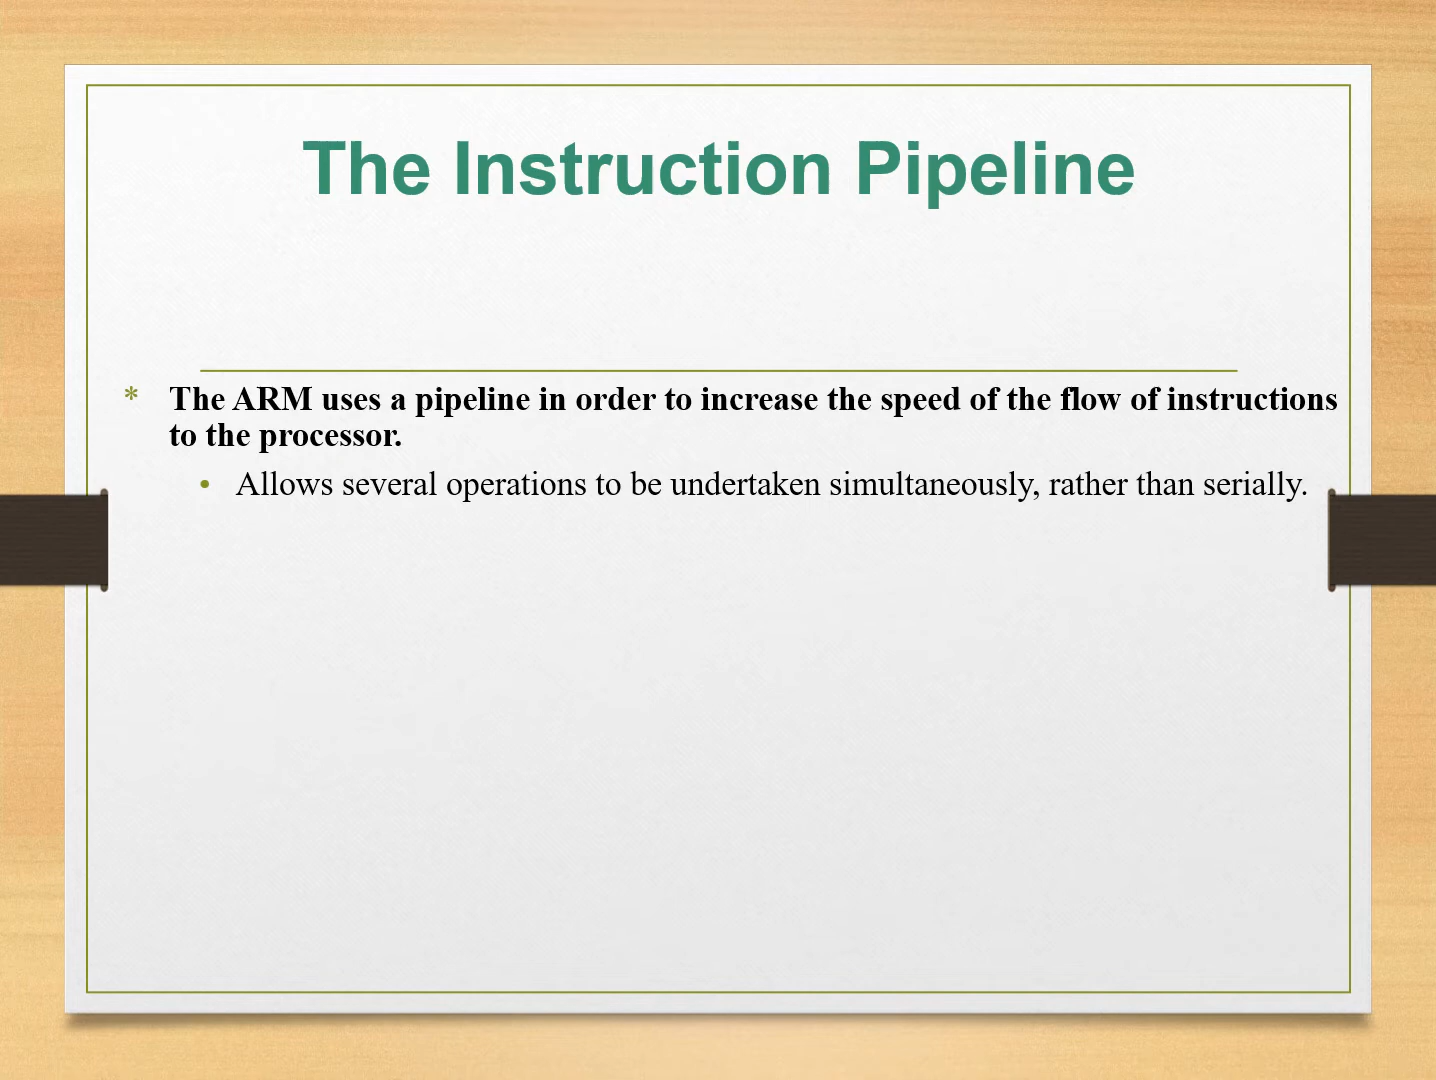 The Instruction Pipeline
* The ARM uses a pipeline in order to increase the speed of the flow of instructions
to the processor.
• Allows several operations to be undertaken simultaneously, rather than serially.